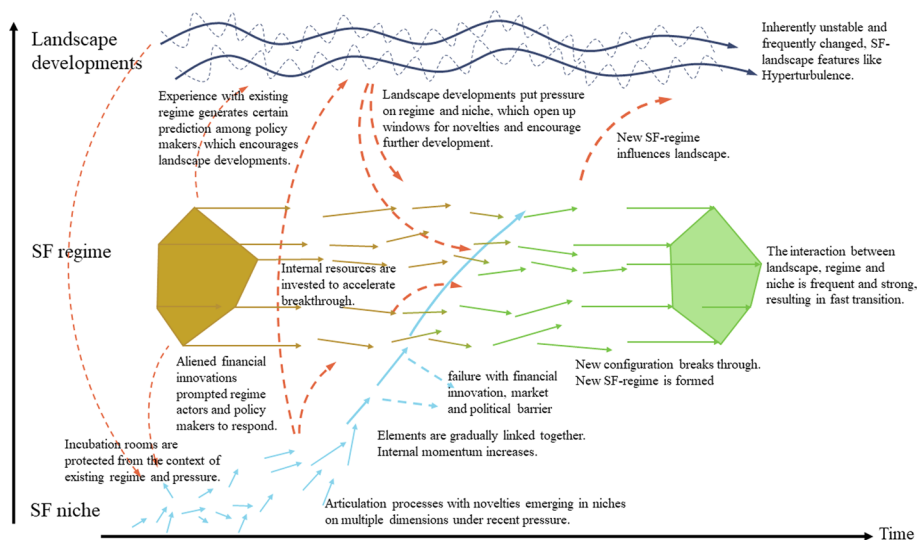 Landscape
developments
Inherently unstable and
frequently changed, SF-
landscape features like
Hyperturbulence.
Experience with existing
regime generates certain
prediction among policy
makers, which encourages
landscape developments.
Landscape developments put pressure
on regime and niche, which open up
windows for novelties and encourage
further development.
New SF-regime
influences landscape.
SF regime
Internal resources are
invested to accelerate
breakthrough.
The interaction between
landscape, regime and
niche is frequent and strong,
resulting in fast transition.
Aliened financial
innovations
prompted regime
actors and policy
makers to respond.
New configuration breaks through.
New SF-regime is formed
failure with financial
innovation, market
and political barrier
Incubation rooms are
protected from the context of
existing regime and pressure.
Elements are gradually linked together.
Internal momentum increases.
SF niche
Articulation processes with novelties emerging in niches
on multiple dimensions under recent pressure.
Time